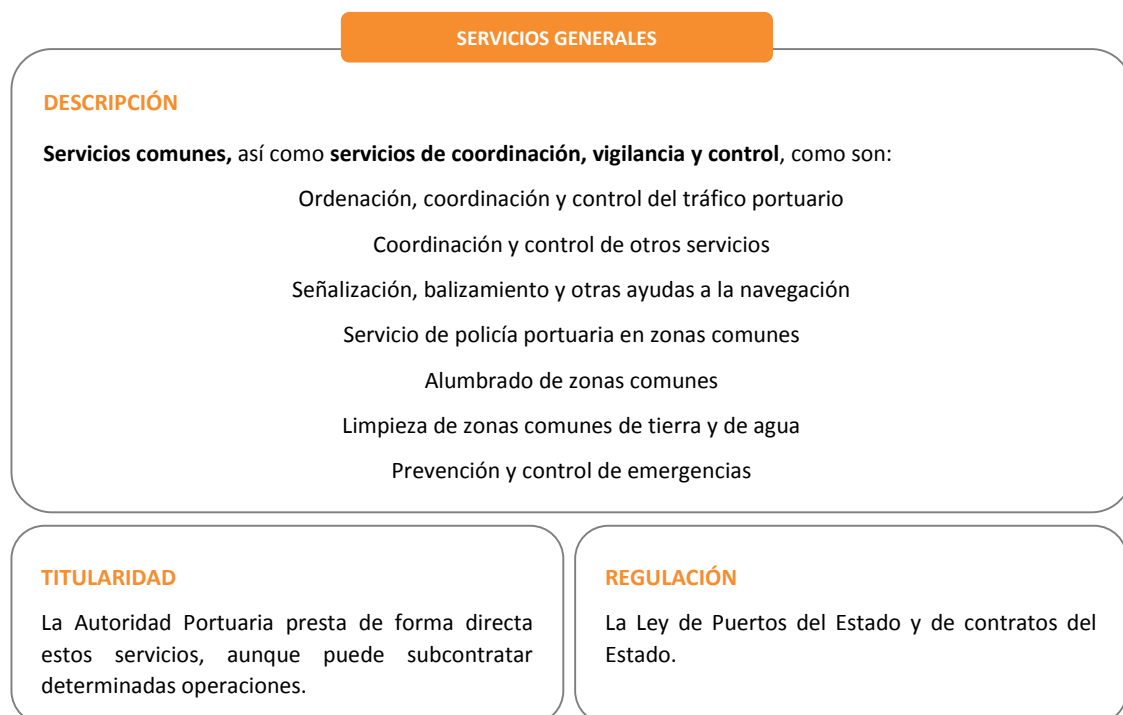 SERVICIOS GENERALES
DESCRIPCIÓN
Servicios comunes, así como servicios de coordinación, vigilancia y control, como son:
Ordenación, coordinación y control del tráfico portuario
Coordinación y control de otros servicios
Señalización, balizamiento y otras ayudas a la navegación
Servicio de policía portuaria en zonas comunes
Alumbrado de zonas comunes
Limpieza de zonas comunes de tierra y de agua
Prevención y control de emergencias
TITULARIDAD
La Autoridad Portuaria presta de forma directa
estos servicios, aunque puede subcontratar
determinadas operaciones.
REGULACIÓN
La Ley de Puertos del Estado y de contratos del
Estado.